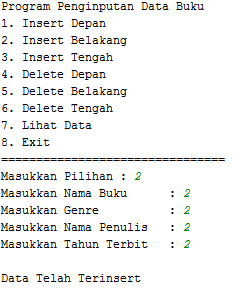 Program Penginputan Data Buku
1. Insert Depan
2. Insert Belakang
3. Insert Tengah
4. Delete Depan
5. Delete Belakang
6. Delete Tengah
7. Lihat Data
8. Exit
================================
Masukkan Pilihan : 2
Masukkan Nama Buku      : 2
Masukkan Genre          : 2
Masukkan Nama Penulis   : 2
Masukkan Tahun Terbit   : 2
Data Telah Terinsert